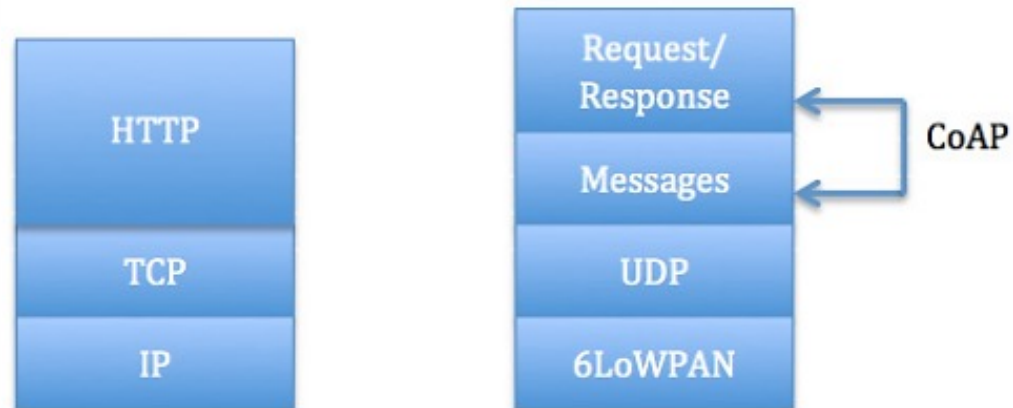 HTTP
TCP
IP
Request/
Response
Messages
UDP
6LoWPAN
CoAP